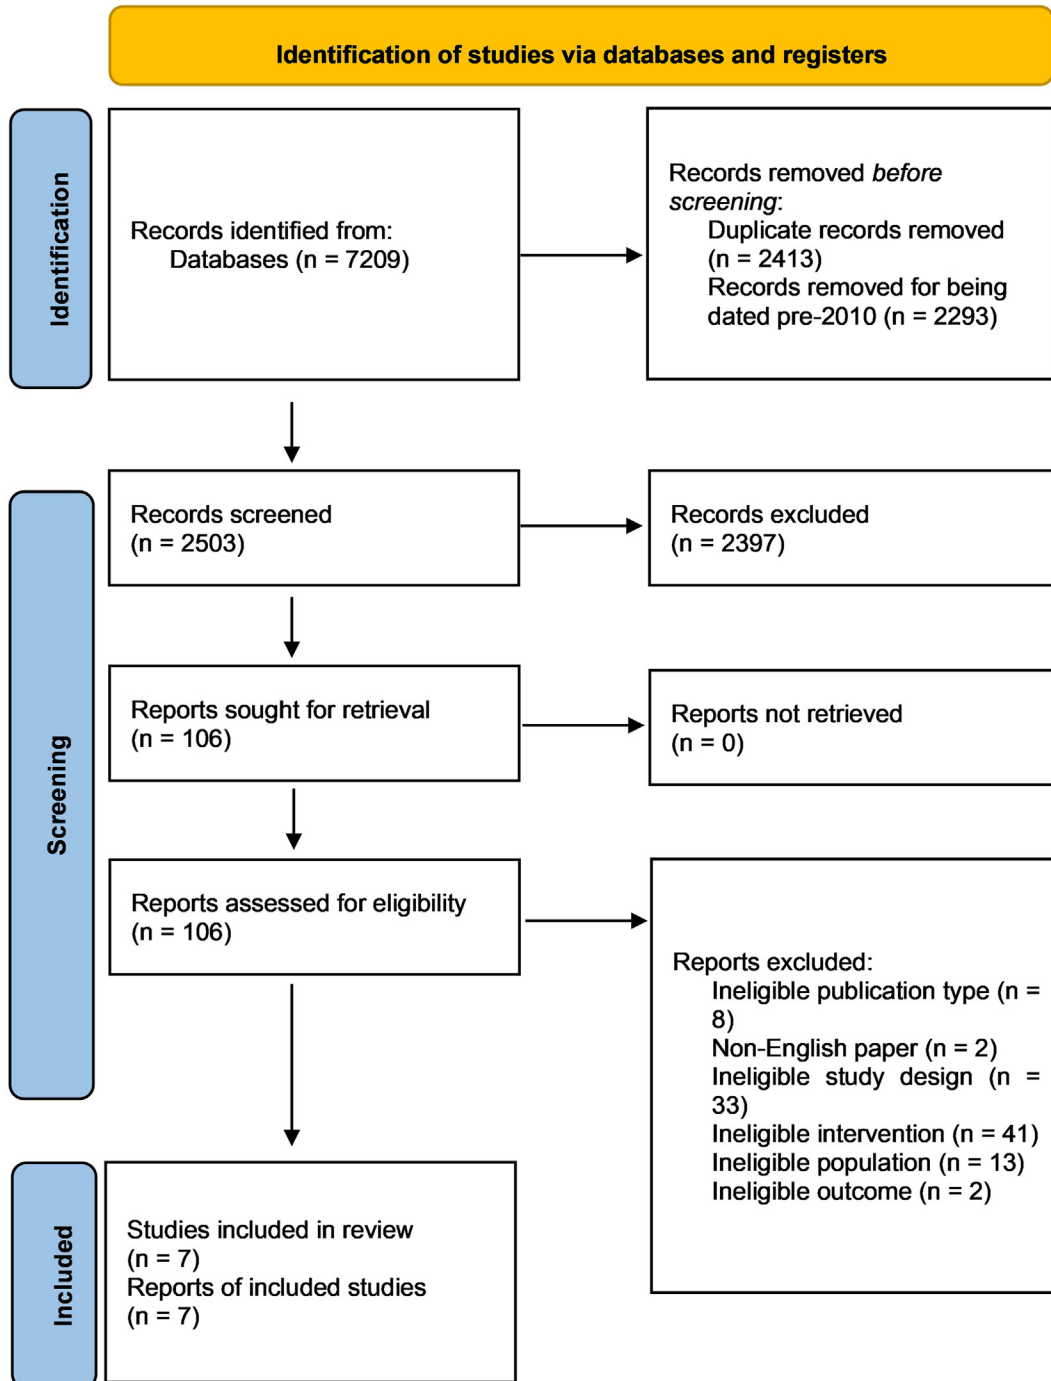 Identification of studies via databases and registers
Identification
Records identified from:
Databases (n = 7209)
Records removed before
screening:
Duplicate records removed
(n = 2413)
Records removed for being
dated pre-2010 (n = 2293)
Screening
Records screened
(n = 2503)
Records excluded
(n = 2397)
Reports sought for retrieval
(n = 106)
Reports not retrieved
(n = 0)
Reports assessed for eligibility
(n = 106)
Reports excluded:
Ineligible publication type (n =
8)
Non-English paper (n = 2)
Ineligible study design (n =
33)
Ineligible intervention (n = 41)
Ineligible population (n = 13)
Ineligible outcome (n = 2)
Included
Studies included in review
(n = 7)
Reports of included studies
(n = 7)